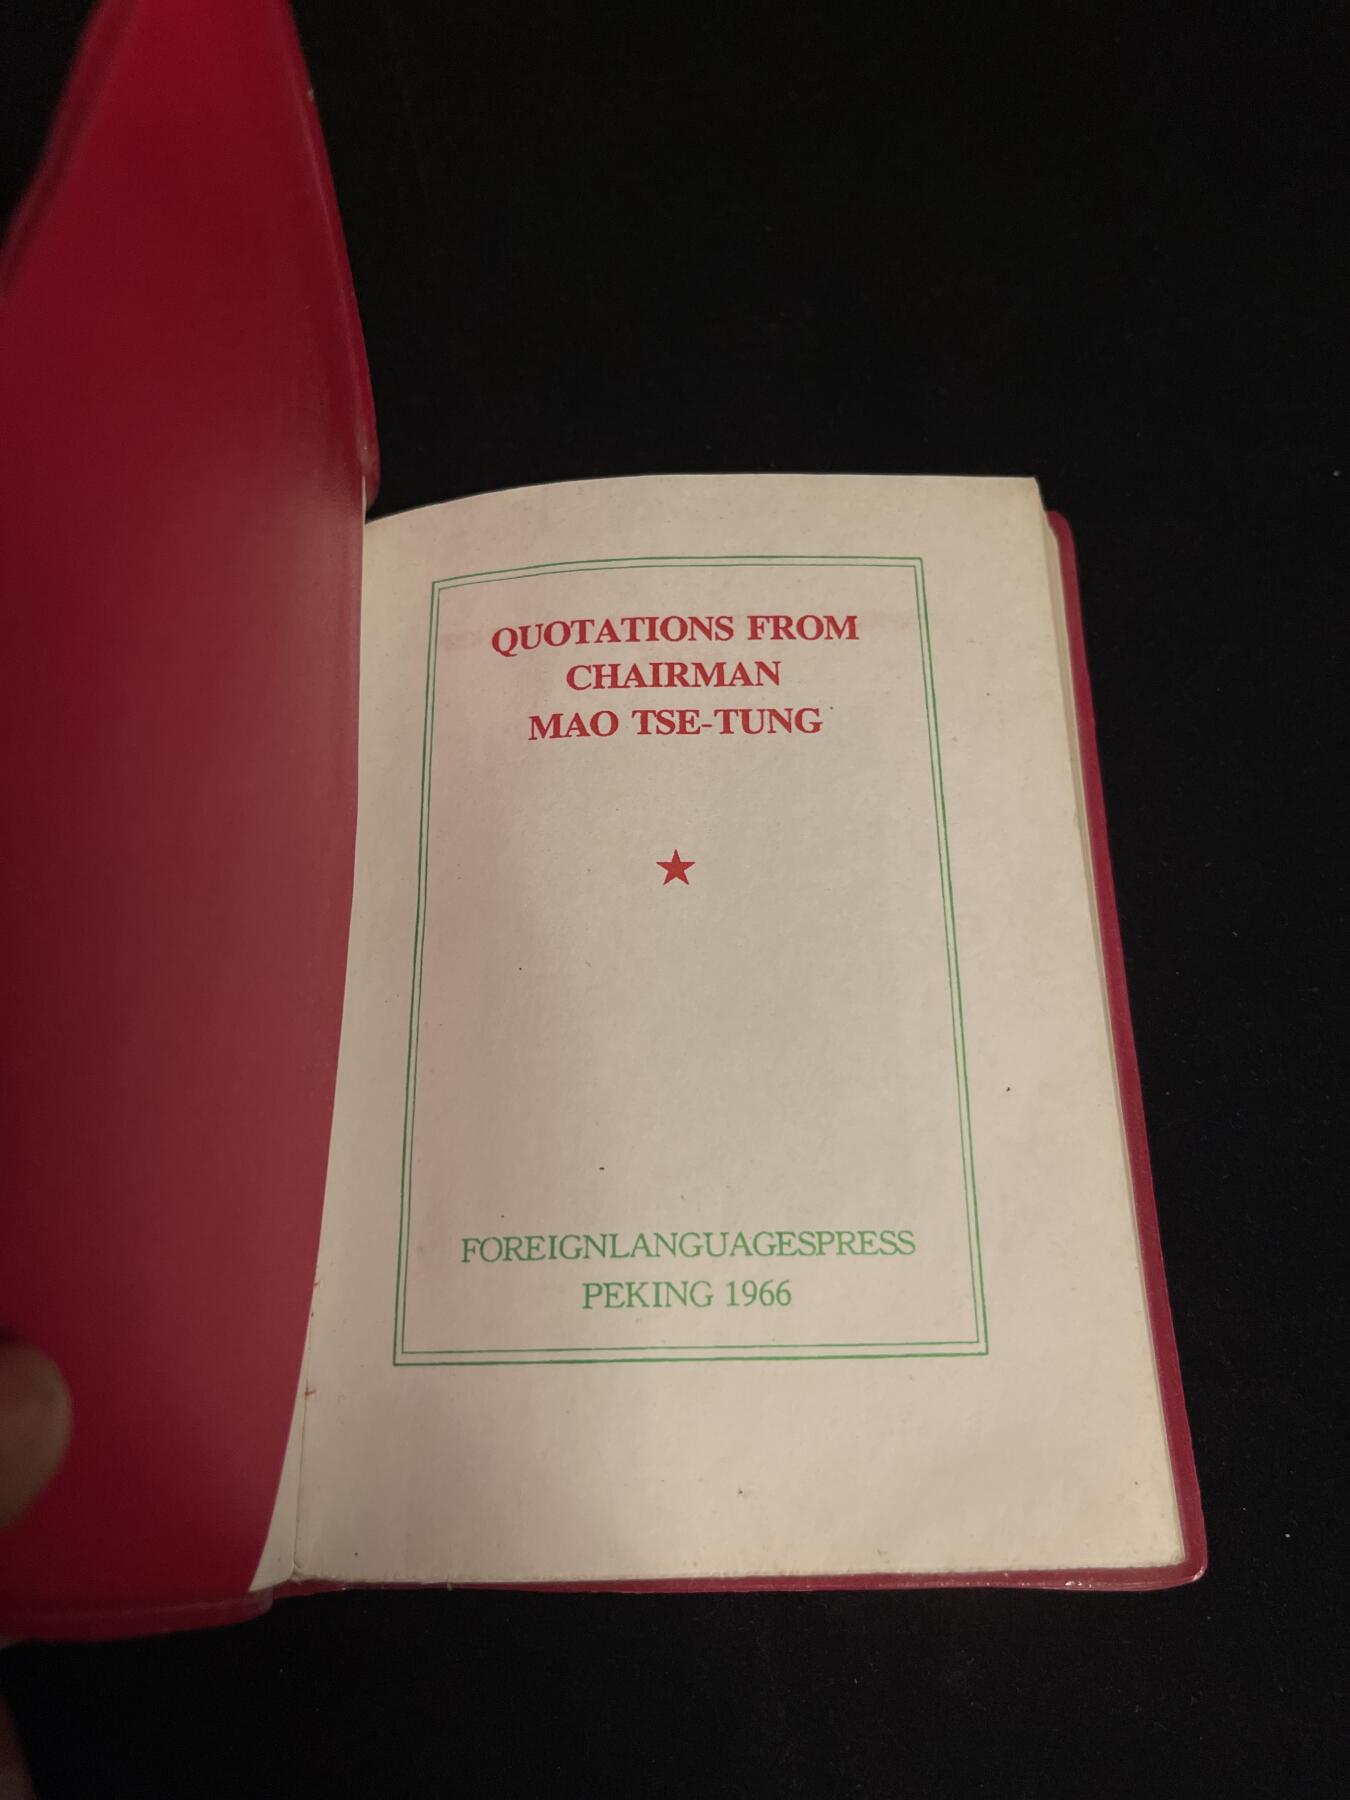 QUOTATIONS FROM
CHAIRMAN
MAO TSE-TUNG
FOREIGNLANGUAGESPRESS
PEKING 1966